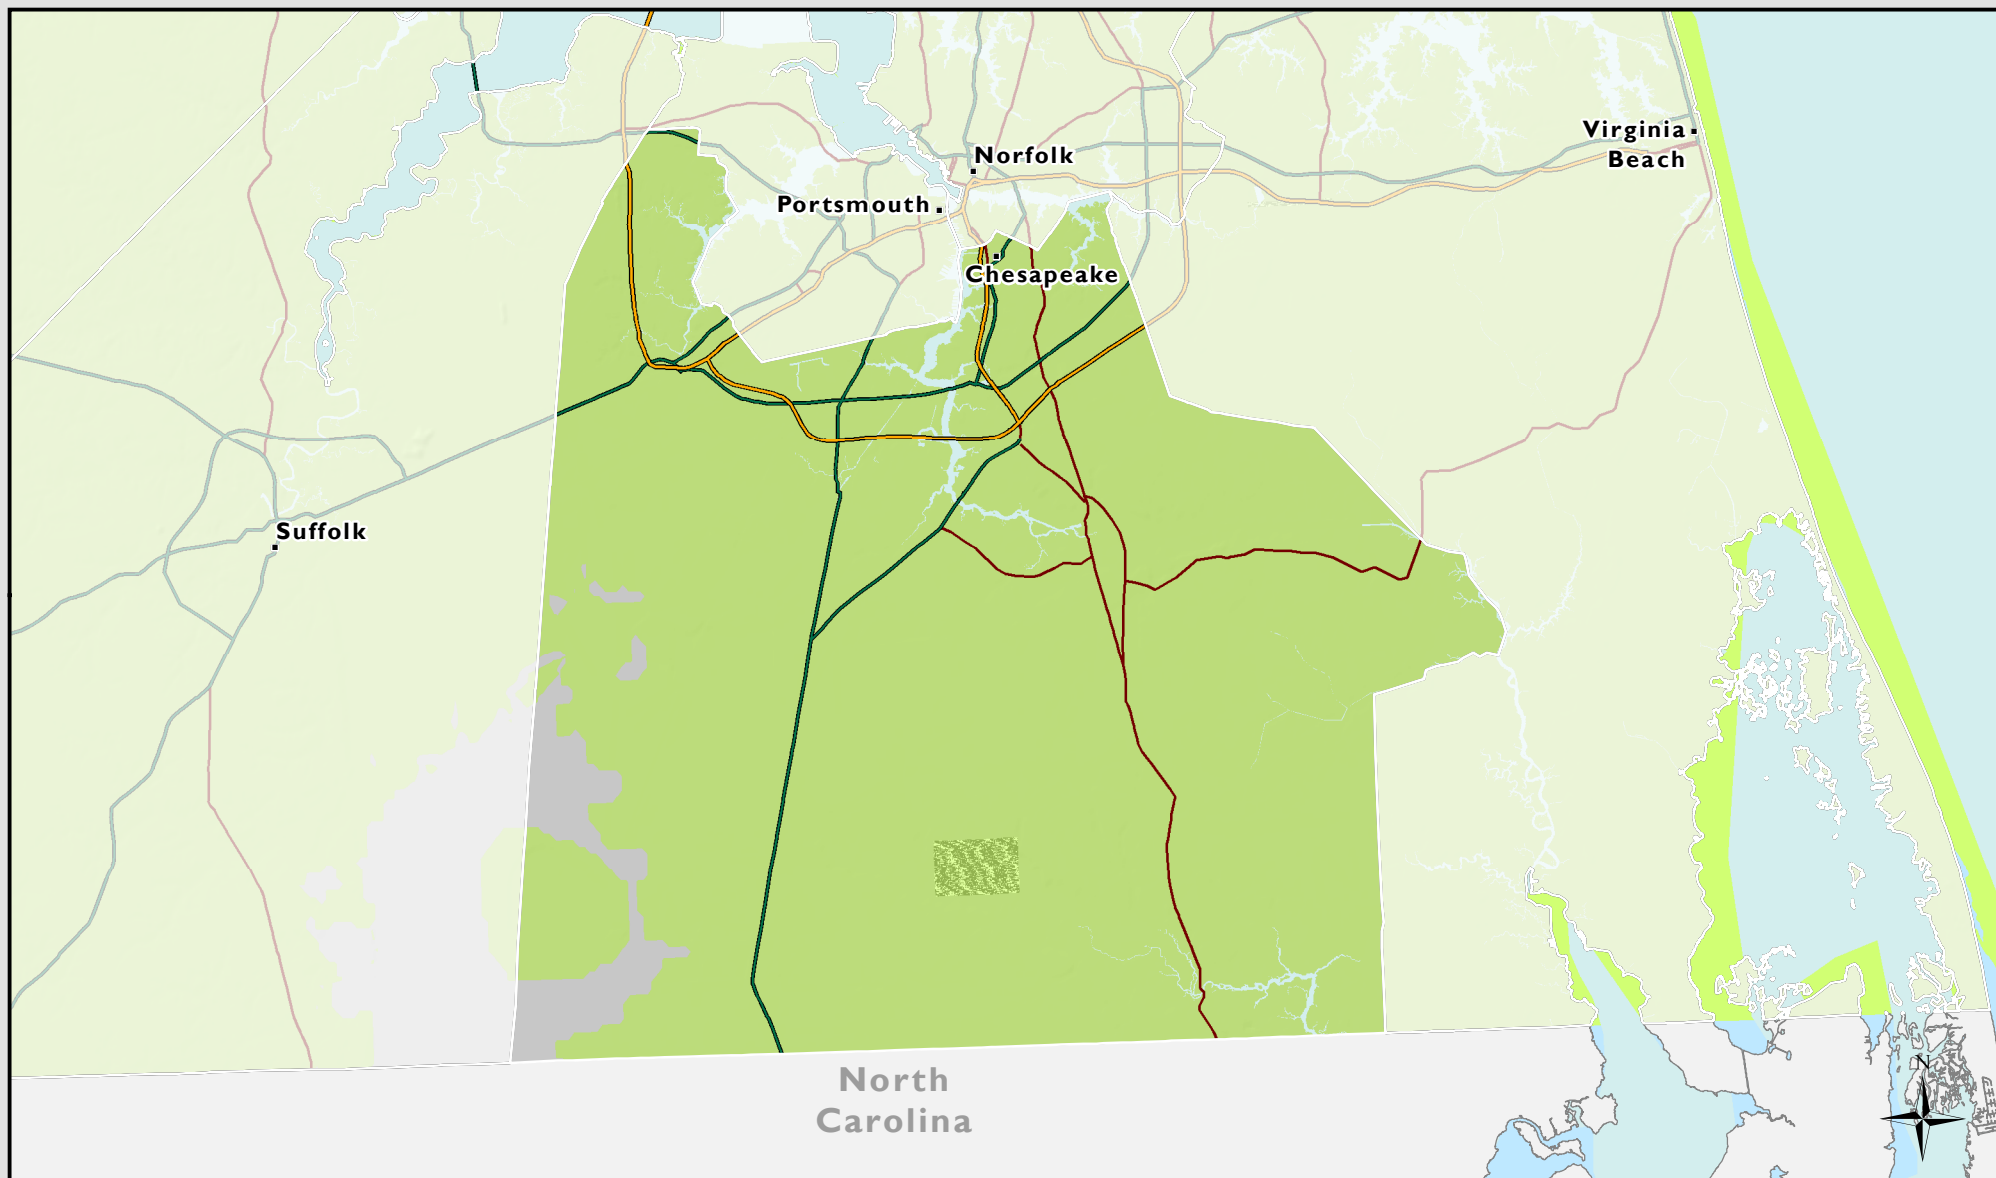 Virginia
Beach
Norfolk
Portsmouth
Chesapeake
Suffolk
North
Carolina
N